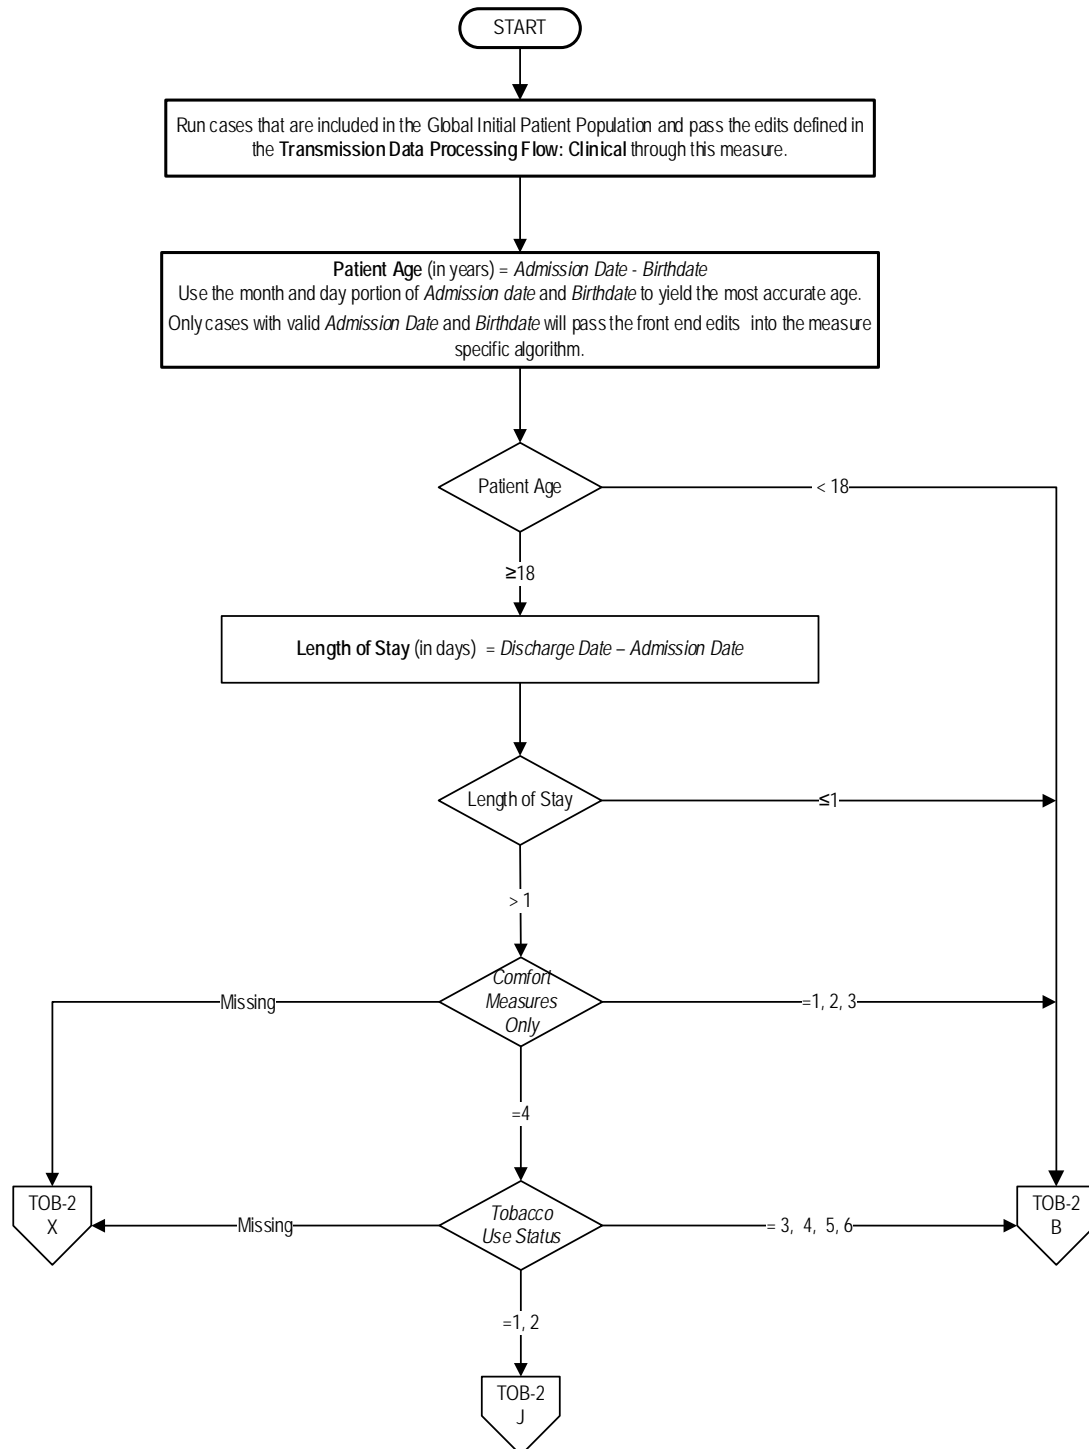 START
Run cases that are included in the Global Initial Patient Population and pass the edits defined in
the Transmission Data Processing Flow: Clinical through this measure.
Patient Age (in years) = Admission Date - Birthdate
Use the month and day portion of Admission date and Birthdate to yield the most accurate age.
Only cases with valid Admission Date and Birthdate will pass the front end edits into the measure
specific algorithm.
Patient Age
< 18
≥18
Length of Stay (in days) = Discharge Date – Admission Date
Length of Stay
≤1
> 1
Comfort
Measures
Only
Missing
=1, 2, 3
=4
TOB-2
X
Missing
Tobacco
Use Status
= 3, 4, 5, 6
TOB-2
B
=1, 2
TOB-2
J